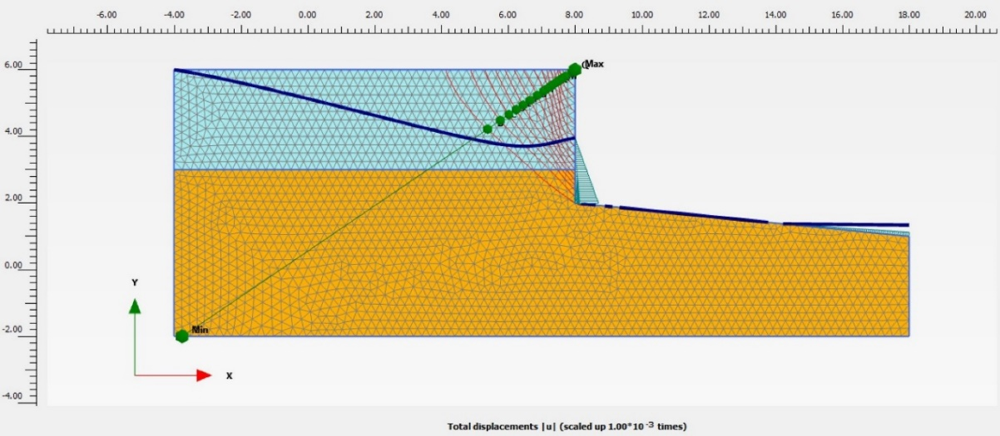 -6.00 -4.00 -2.00 0.00 2.00 4.00 6.00 8.00 10.00 12.00 14.00 16.00 18.00 20.00
6.00
Max
4.00
2.00
0.00
Y
-2.00
Min
X
-4.00
Total displacements |u| (scaled up 1.00*10 -3 times)